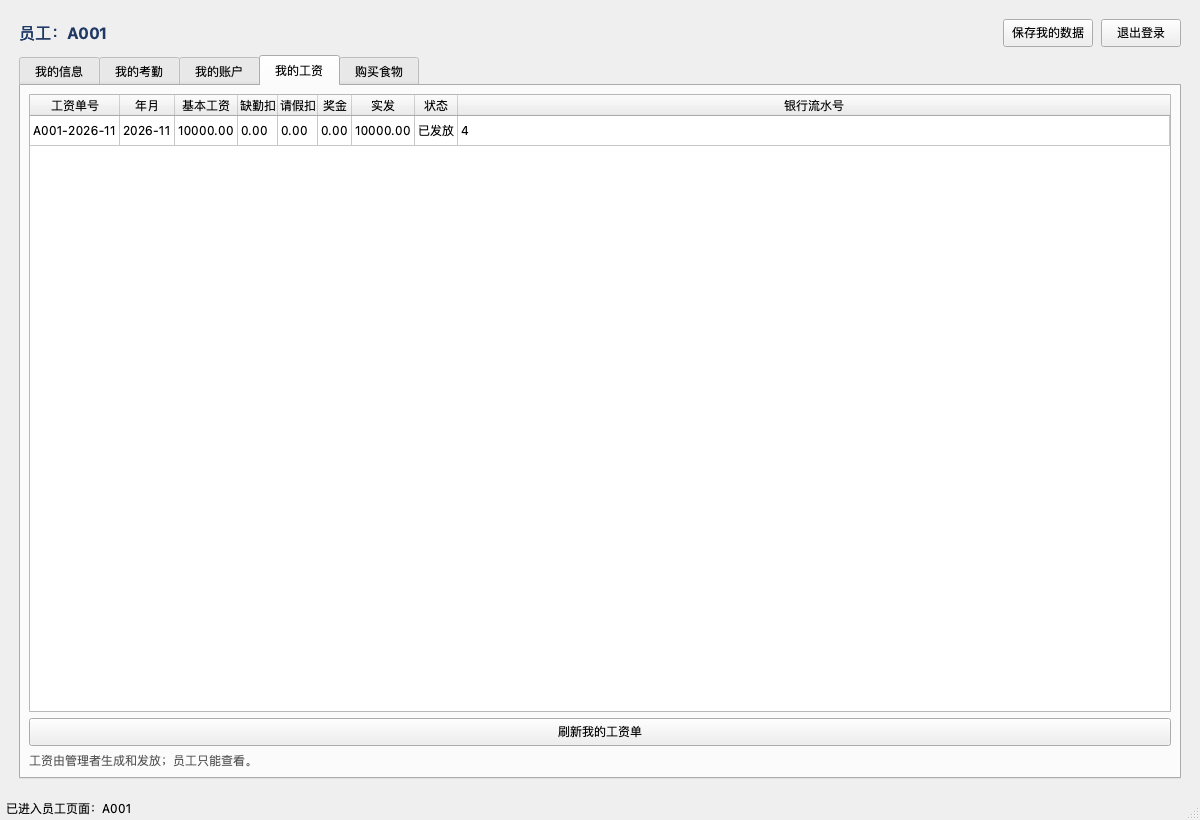 员工：A001
保存我的数据 退出登录
我的信息 我的考勤 我的账户 我的工资 购买食物
工资单号 年月 基本工资 缺勤扣 请假扣 奖金 实发 状态 银行流水号
A001-2026-11 2026-11 10000.00 0.00 0.00 0.00 10000.00 已发放 4
刷新我的工资单
工资由管理者生成和发放；员工只能查看。
已进入员工页面：A001